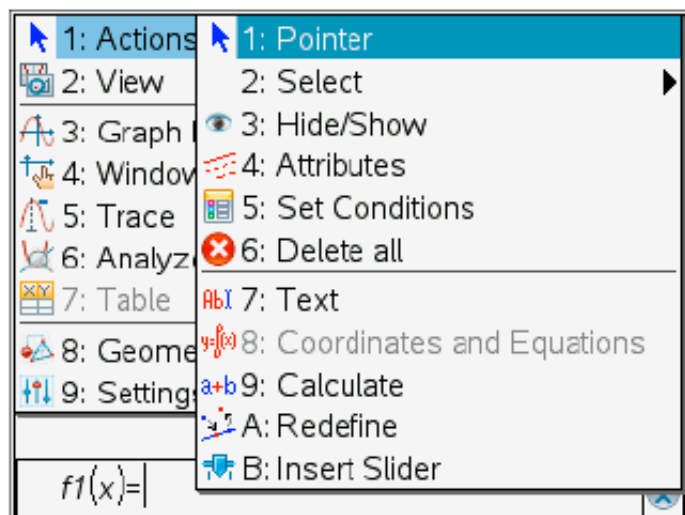 1: Actions
2: View
3: Graph
4: Window
5: Trace
6: Analyz
7: Table
8: Geome
9: Settings
1: Pointer
2: Select
3: Hide/Show
4: Attributes
5: Set Conditions
6: Delete all
7: Text
8: Coordinates and Equations
9: Calculate
A: Redefine
B: Insert Slider
f1(x)=